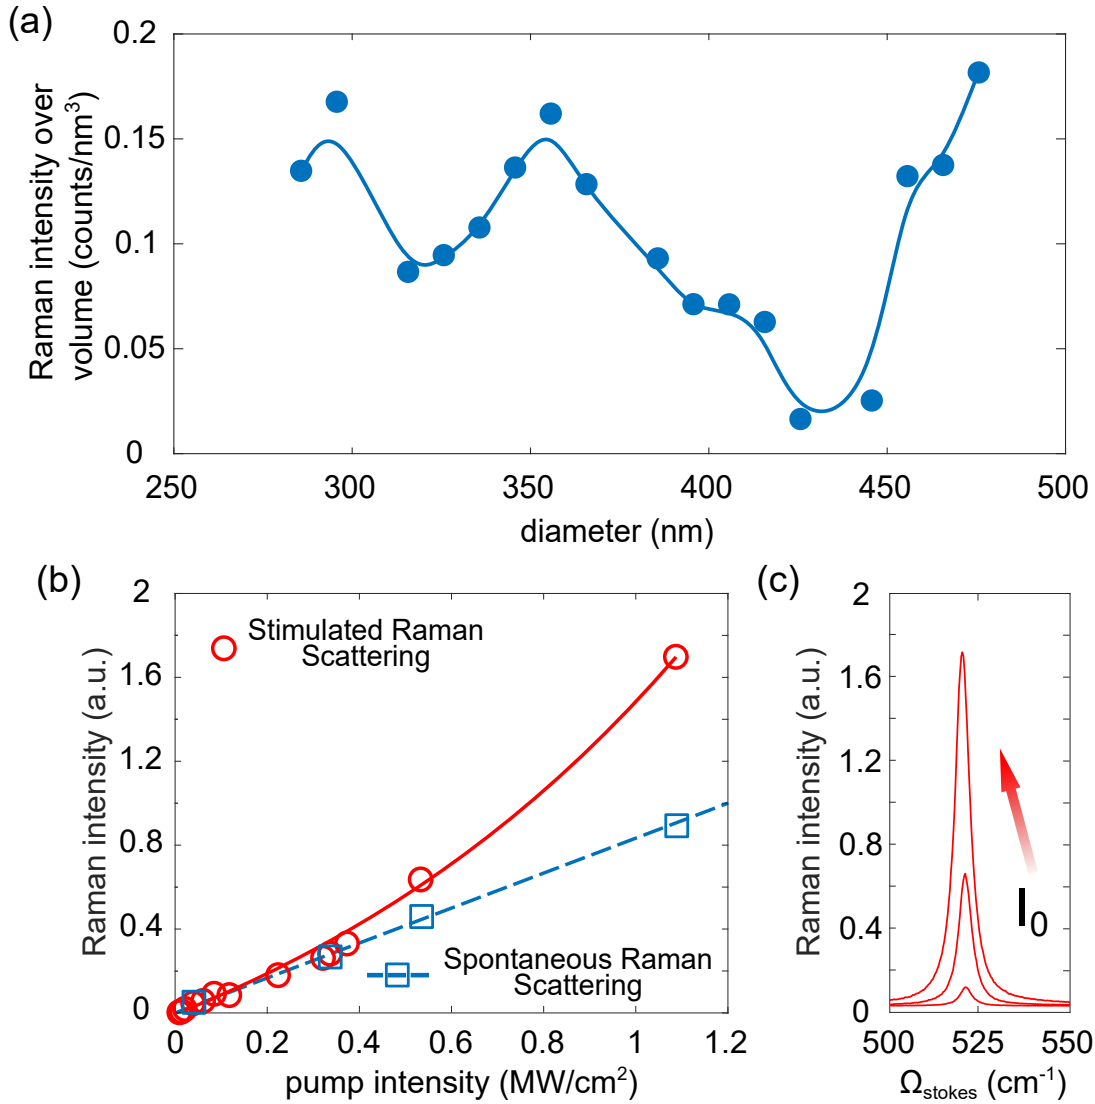 (a)
Raman intensity over
volume (counts/nm³)
0.2
0.15
0.1
0.05
0
250
300
350
400
450
500
diameter (nm)
(b)
Raman intensity (a.u.)
2
1.6
1.2
0.8
0.4
0
Stimulated Raman
Scattering
Spontaneous Raman
Scattering
0
0.2
0.4
0.6
0.8
1
1.2
pump intensity (MW/cm²)
(c)
Raman intensity (a.u.)
2
1.6
1.2
0.8
0.4
0
I₀
500
525
550
Ωstokes (cm⁻¹)